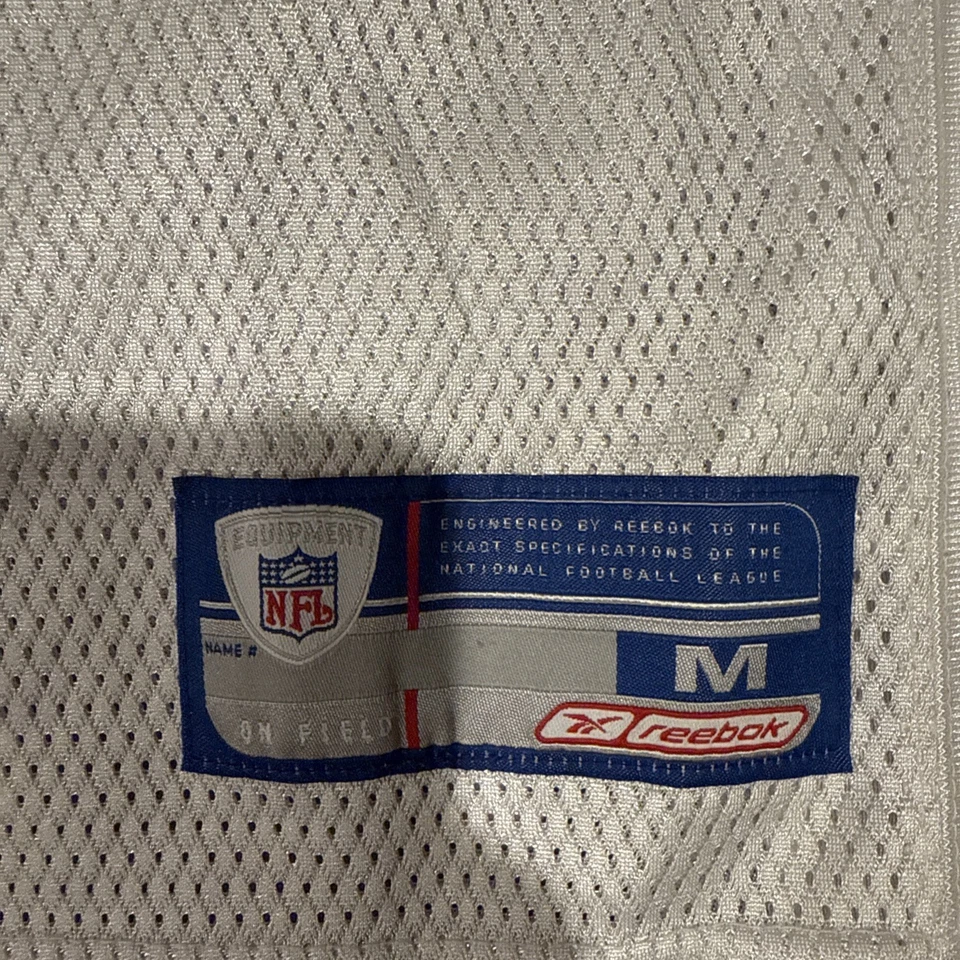 EQUIPMENT
NFL
ENGINEERED BY REEBOK TO THE
EXACT SPECIFICATIONS OF THE
NATIONAL FOOTBALL LEAGUE
NAME #
M
ON FIELD
reebok